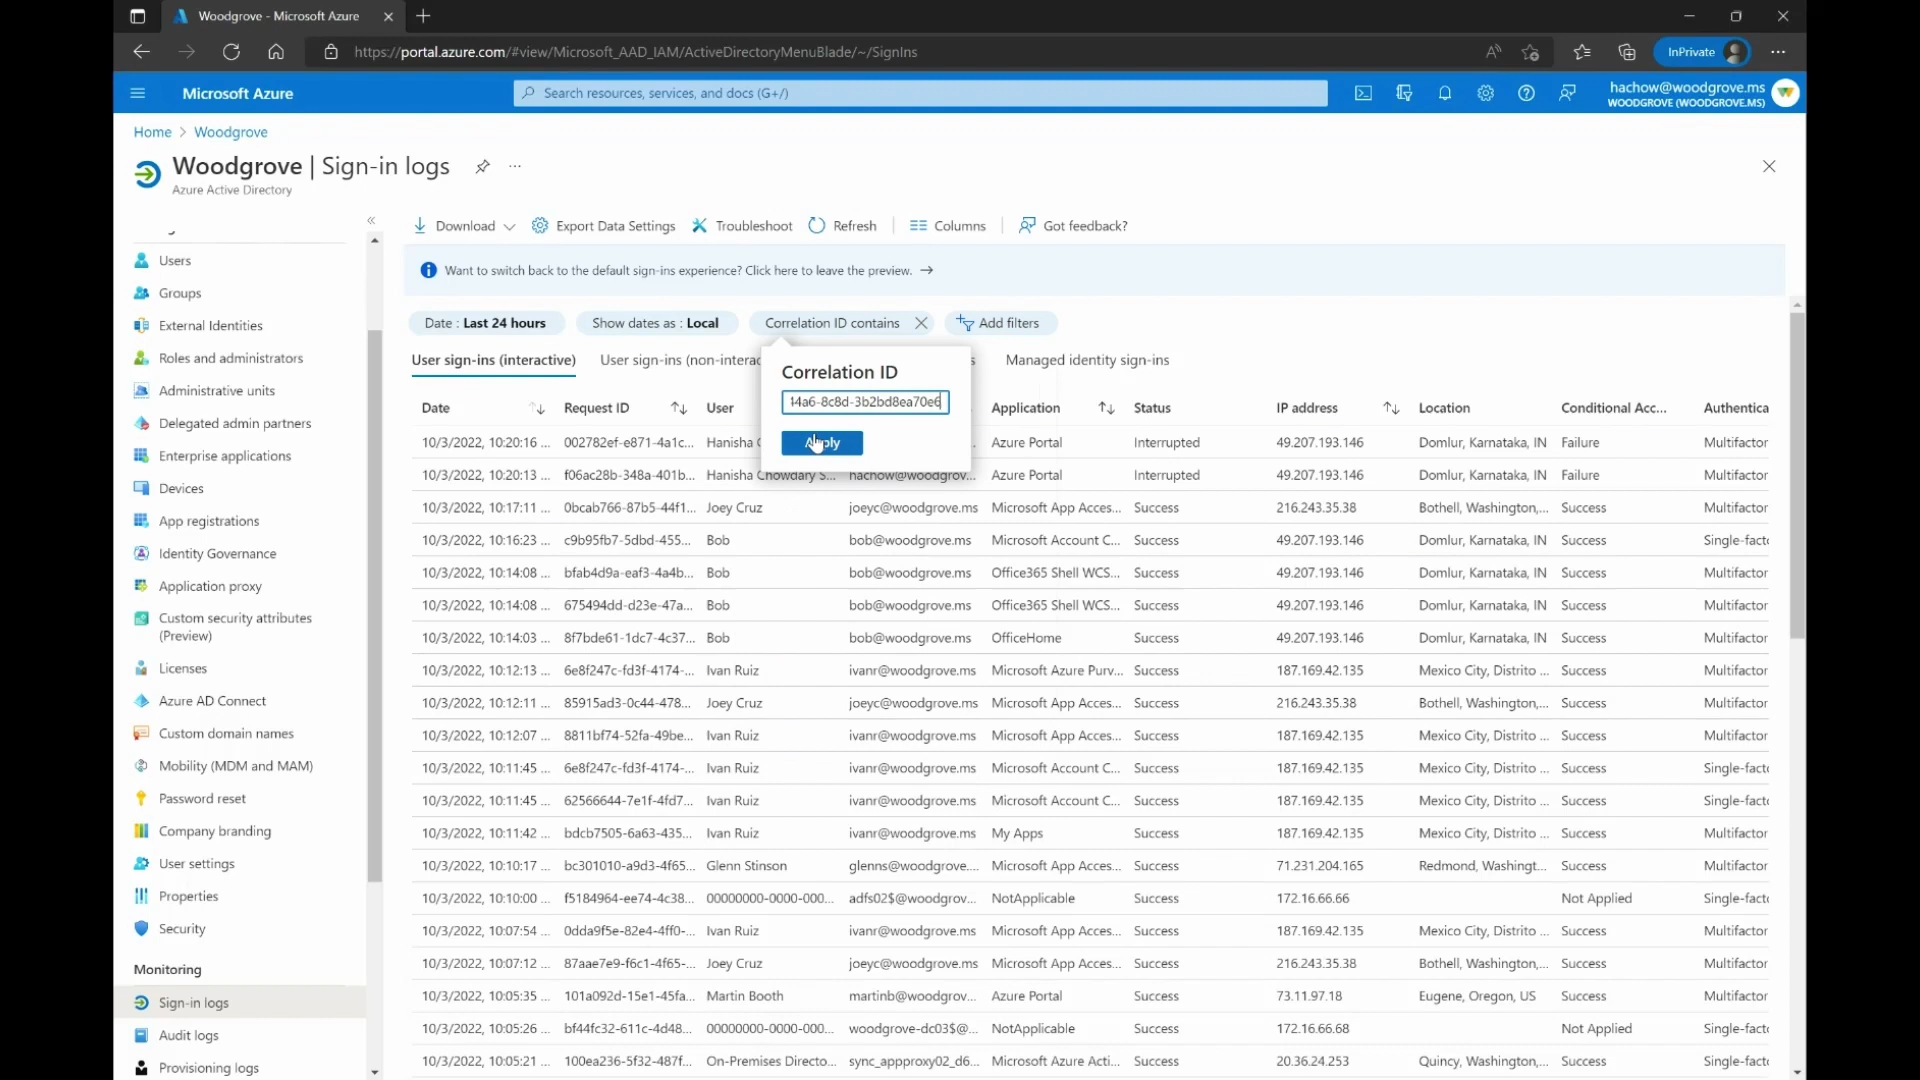 Woodgrove - Microsoft Azure
https://portal.azure.com/#view/Microsoft_AAD_IAM/ActiveDirectoryMenuBlade/~/SignIns
InPrivate
Microsoft Azure
Search resources, services, and docs (G+/)
hachow@woodgrove.ms
WOODGROVE (WOODGROVE.MS)
Home > Woodgrove
Woodgrove | Sign-in logs
Azure Active Directory
Users
Groups
External Identities
Roles and administrators
Administrative units
Delegated admin partners
Enterprise applications
Devices
App registrations
Identity Governance
Application proxy
Custom security attributes
(Preview)
Licenses
Azure AD Connect
Custom domain names
Mobility (MDM and MAM)
Password reset
Company branding
User settings
Properties
Security
Monitoring
Sign-in logs
Audit logs
Provisioning logs
Download Export Data Settings Troubleshoot Refresh Columns Got feedback?
Want to switch back to the default sign-ins experience? Click here to leave the preview.
Date : Last 24 hours Show dates as : Local Correlation ID contains Add filters
User sign-ins (interactive) User sign-ins (non-interac s Managed identity sign-ins
Correlation ID
44a6-8c8d-3b2bd8ea70e6
Apply
Date Request ID User Application Status IP address Location Conditional Acc... Authentica
10/3/2022, 10:20:16 ... 002782ef-e871-4a1c... Hanisha Azure Portal Interrupted 49.207.193.146 Domlur, Karnataka, IN Failure Multifactor
10/3/2022, 10:20:13 ... f06ac28b-348a-401b... Hanisha Chowdary S... hachow@woodgrov... Azure Portal Interrupted 49.207.193.146 Domlur, Karnataka, IN Failure Multifactor
10/3/2022, 10:17:11 ... 0bcab766-87b5-44f1... Joey Cruz joeyc@woodgrove.ms Microsoft App Acces... Success 216.243.35.38 Bothell, Washington,... Success Multifactor
10/3/2022, 10:16:23 ... c9b95fb7-5dbd-455... Bob bob@woodgrove.ms Microsoft Account C... Success 49.207.193.146 Domlur, Karnataka, IN Success Single-facto
10/3/2022, 10:14:08 ... bfab4d9a-eaf3-4a4b... Bob bob@woodgrove.ms Office365 Shell WCS... Success 49.207.193.146 Domlur, Karnataka, IN Success Multifactor
10/3/2022, 10:14:08 ... 675494dd-d23e-47a... Bob bob@woodgrove.ms Office365 Shell WCS... Success 49.207.193.146 Domlur, Karnataka, IN Success Multifactor
10/3/2022, 10:14:03 ... 8f7bde61-1dc7-4c37... Bob bob@woodgrove.ms OfficeHome Success 49.207.193.146 Domlur, Karnataka, IN Success Multifactor
10/3/2022, 10:12:13 ... 6e8f247c-fd3f-4174-... Ivan Ruiz ivanr@woodgrove.ms Microsoft Azure Purv... Success 187.169.42.135 Mexico City, Distrito ... Success Multifactor
10/3/2022, 10:12:11 ... 85915ad3-0c44-478... Joey Cruz joeyc@woodgrove.ms Microsoft App Acces... Success 216.243.35.38 Bothell, Washington,... Success Multifactor
10/3/2022, 10:12:07 ... 8811bf74-52fa-49be... Ivan Ruiz ivanr@woodgrove.ms Microsoft App Acces... Success 187.169.42.135 Mexico City, Distrito ... Success Multifactor
10/3/2022, 10:11:45 ... 6e8f247c-fd3f-4174-... Ivan Ruiz ivanr@woodgrove.ms Microsoft Account C... Success 187.169.42.135 Mexico City, Distrito ... Success Single-facto
10/3/2022, 10:11:45 ... 62566644-7e1f-4fd7... Ivan Ruiz ivanr@woodgrove.ms Microsoft Account C... Success 187.169.42.135 Mexico City, Distrito ... Success Single-facto
10/3/2022, 10:11:42 ... bdcb7505-6a63-435... Ivan Ruiz ivanr@woodgrove.ms My Apps Success 187.169.42.135 Mexico City, Distrito ... Success Multifactor
10/3/2022, 10:10:17 ... bc301010-a9d3-4f65... Glenn Stinson glenns@woodgrove.... Microsoft App Acces... Success 71.231.204.165 Redmond, Washingt... Success Multifactor
10/3/2022, 10:10:00 ... f5184964-ee74-4c38... 00000000-0000-000... adfs02$@woodgrov... NotApplicable Success 172.16.66.66 Not Applied Single-facto
10/3/2022, 10:07:54 ... 0dda9f5e-82e4-4ff0-... Ivan Ruiz ivanr@woodgrove.ms Microsoft App Acces... Success 187.169.42.135 Mexico City, Distrito ... Success Multifactor
10/3/2022, 10:07:12 ... 87aae7e9-f6c1-4f65-... Joey Cruz joeyc@woodgrove.ms Microsoft App Acces... Success 216.243.35.38 Bothell, Washington,... Success Multifactor
10/3/2022, 10:05:35 ... 101a092d-15e1-45fa... Martin Booth martinb@woodgrov... Azure Portal Success 73.11.97.18 Eugene, Oregon, US Success Multifactor
10/3/2022, 10:05:26 ... bf44fc32-611c-4d48... 00000000-0000-000... woodgrove-dc03$@... NotApplicable Success 172.16.66.68 Not Applied Single-facto
10/3/2022, 10:05:21 ... 100ea236-5f32-487f... On-Premises Directo... sync_appproxy02_d6... Microsoft Azure Acti... Success 20.36.24.253 Quincy, Washington,... Success Single-facto